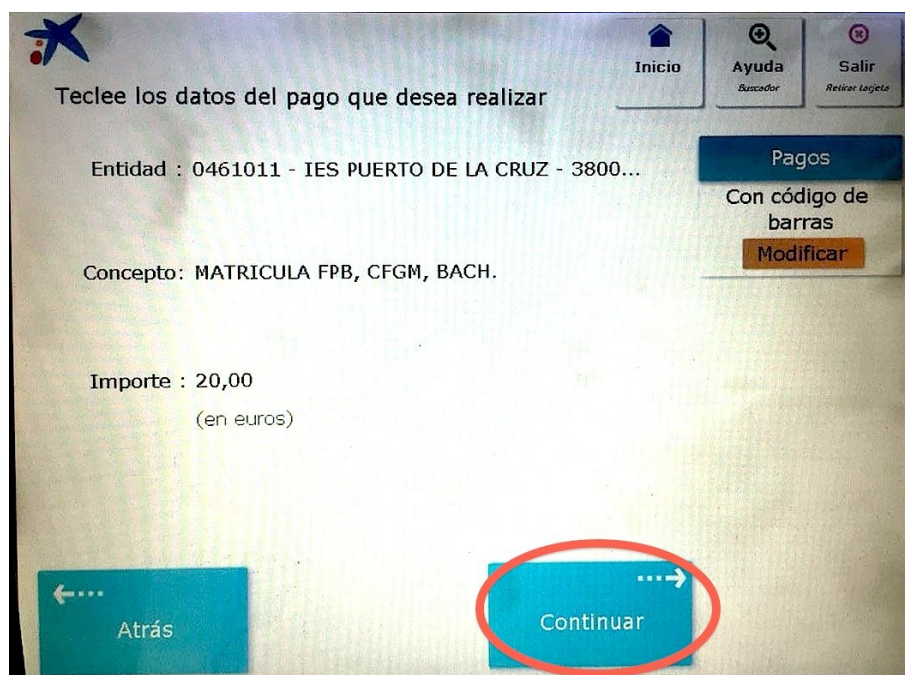 Inicio
Ayuda
Buscador
Salir
Retirar tarjeta
Teclee los datos del pago que desea realizar
Entidad : 0461011 - IES PUERTO DE LA CRUZ - 3800...
Pagos
Con código de
barras
Modificar
Concepto: MATRICULA FPB, CFGM, BACH.
Importe : 20,00
(en euros)
Atrás
Continuar